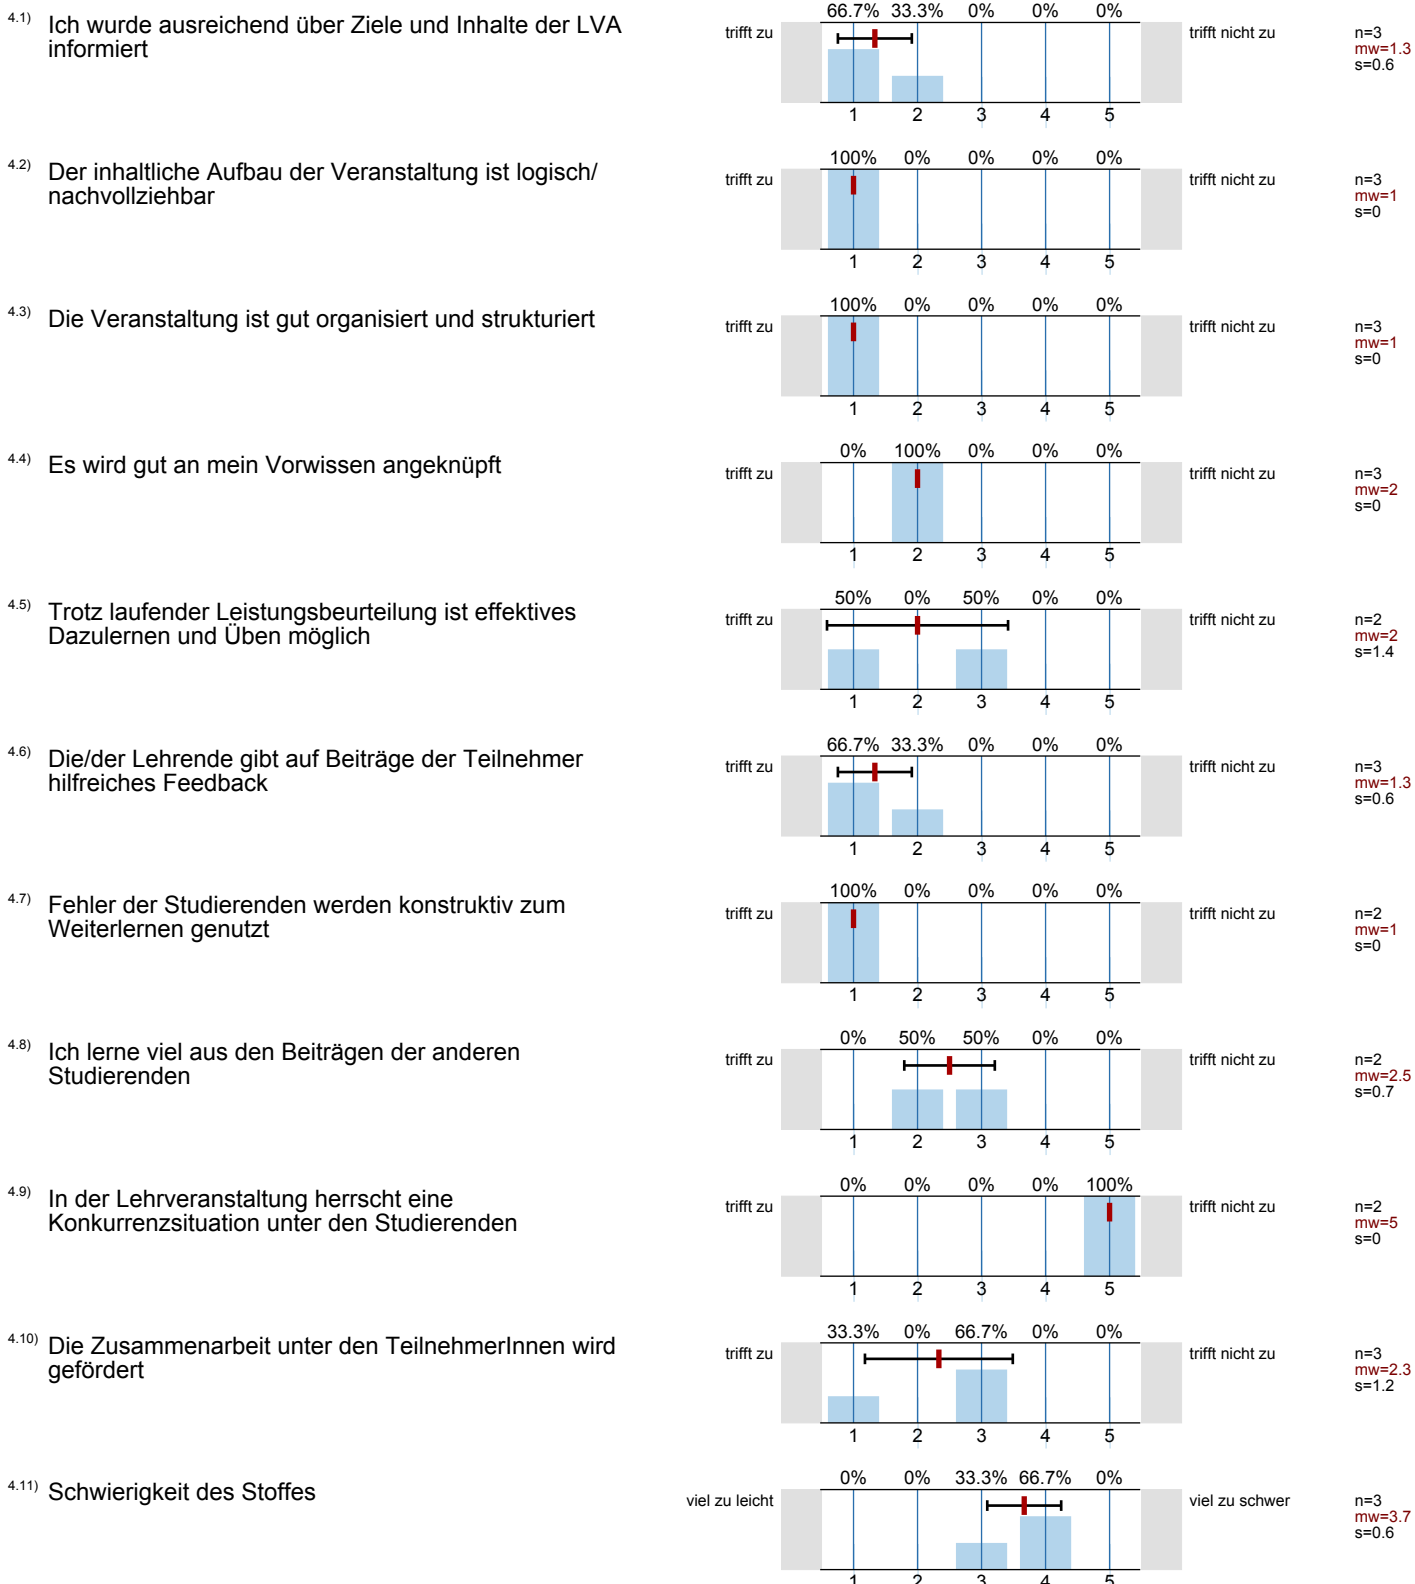 4.1) Ich wurde ausreichend über Ziele und Inhalte der LVA
informiert
66.7% 33.3% 0% 0% 0%
trifft zu
trifft nicht zu
n=3
mw=1.3
s=0.6
1 2 3 4 5
4.2) Der inhaltliche Aufbau der Veranstaltung ist logisch/
nachvollziehbar
100% 0% 0% 0% 0%
trifft zu
trifft nicht zu
n=3
mw=1
s=0
1 2 3 4 5
4.3) Die Veranstaltung ist gut organisiert und strukturiert
100% 0% 0% 0% 0%
trifft zu
trifft nicht zu
n=3
mw=1
s=0
1 2 3 4 5
4.4) Es wird gut an mein Vorwissen angeknüpft
0% 100% 0% 0% 0%
trifft zu
trifft nicht zu
n=3
mw=2
s=0
1 2 3 4 5
4.5) Trotz laufender Leistungsbeurteilung ist effektives
Dazulernen und Üben möglich
50% 0% 50% 0% 0%
trifft zu
trifft nicht zu
n=2
mw=2
s=1.4
1 2 3 4 5
4.6) Die/der Lehrende gibt auf Beiträge der Teilnehmer
hilfreiches Feedback
66.7% 33.3% 0% 0% 0%
trifft zu
trifft nicht zu
n=3
mw=1.3
s=0.6
1 2 3 4 5
4.7) Fehler der Studierenden werden konstruktiv zum
Weiterlernen genutzt
100% 0% 0% 0% 0%
trifft zu
trifft nicht zu
n=2
mw=1
s=0
1 2 3 4 5
4.8) Ich lerne viel aus den Beiträgen der anderen
Studierenden
0% 50% 50% 0% 0%
trifft zu
trifft nicht zu
n=2
mw=2.5
s=0.7
1 2 3 4 5
4.9) In der Lehrveranstaltung herrscht eine
Konkurrenzsituation unter den Studierenden
0% 0% 0% 0% 100%
trifft zu
trifft nicht zu
n=2
mw=5
s=0
1 2 3 4 5
4.10) Die Zusammenarbeit unter den TeilnehmerInnen wird
gefördert
33.3% 0% 66.7% 0% 0%
trifft zu
trifft nicht zu
n=3
mw=2.3
s=1.2
1 2 3 4 5
4.11) Schwierigkeit des Stoffes
0% 0% 33.3% 66.7% 0%
viel zu leicht
viel zu schwer
n=3
mw=3.7
s=0.6
1 2 3 4 5